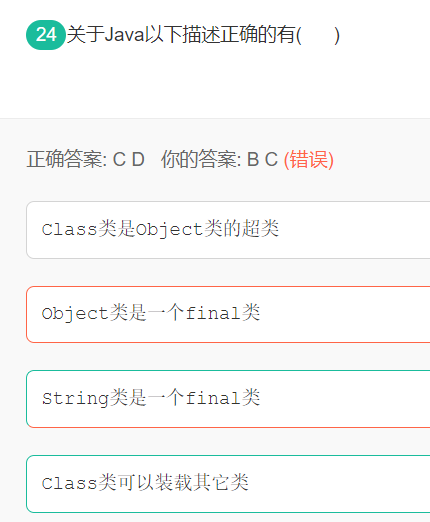 24 关于Java以下描述正确的有( )
正确答案: C D 你的答案: B C (错误)
Class类是Object类的超类
Object类是一个final类
String类是一个final类
Class类可以装载其它类